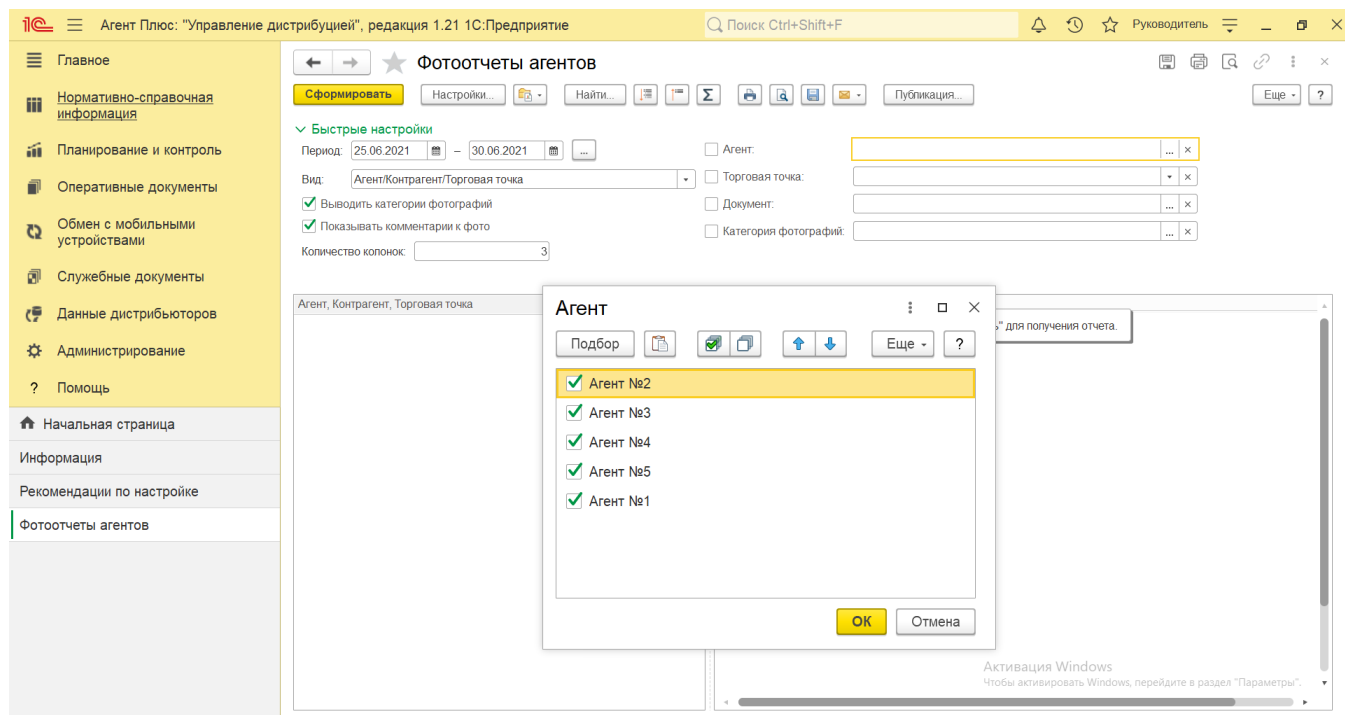 Агент Плюс: "Управление дистрибуцией", редакция 1.21 1С:Предприятие
Поиск Ctrl+Shift+F
Руководитель
Главное
Нормативно-справочная
информация
Планирование и контроль
Оперативные документы
Обмен с мобильными
устройствами
Служебные документы
Данные дистрибьюторов
Администрирование
? Помощь
Начальная страница
Информация
Рекомендации по настройке
Фотоотчеты агентов
Фотоотчеты агентов
Сформировать
Настройки...
Найти...
Σ
Публикация...
Еще
?
Быстрые настройки
Период: 25.06.2021 – 30.06.2021 ...
Вид: Агент/Контрагент/Торговая точка
Выводить категории фотографий
Показывать комментарии к фото
Количество колонок: 3
Агент: ... ×
Торговая точка: ×
Документ: ... ×
Категория фотографий: ... ×
Агент, Контрагент, Торговая точка
" для получения отчета.
Агент
Подбор
Еще
?
Агент №2
Агент №3
Агент №4
Агент №5
Агент №1
ОК
Отмена
Активация Windows
Чтобы активировать Windows, перейдите в раздел "Параметры".